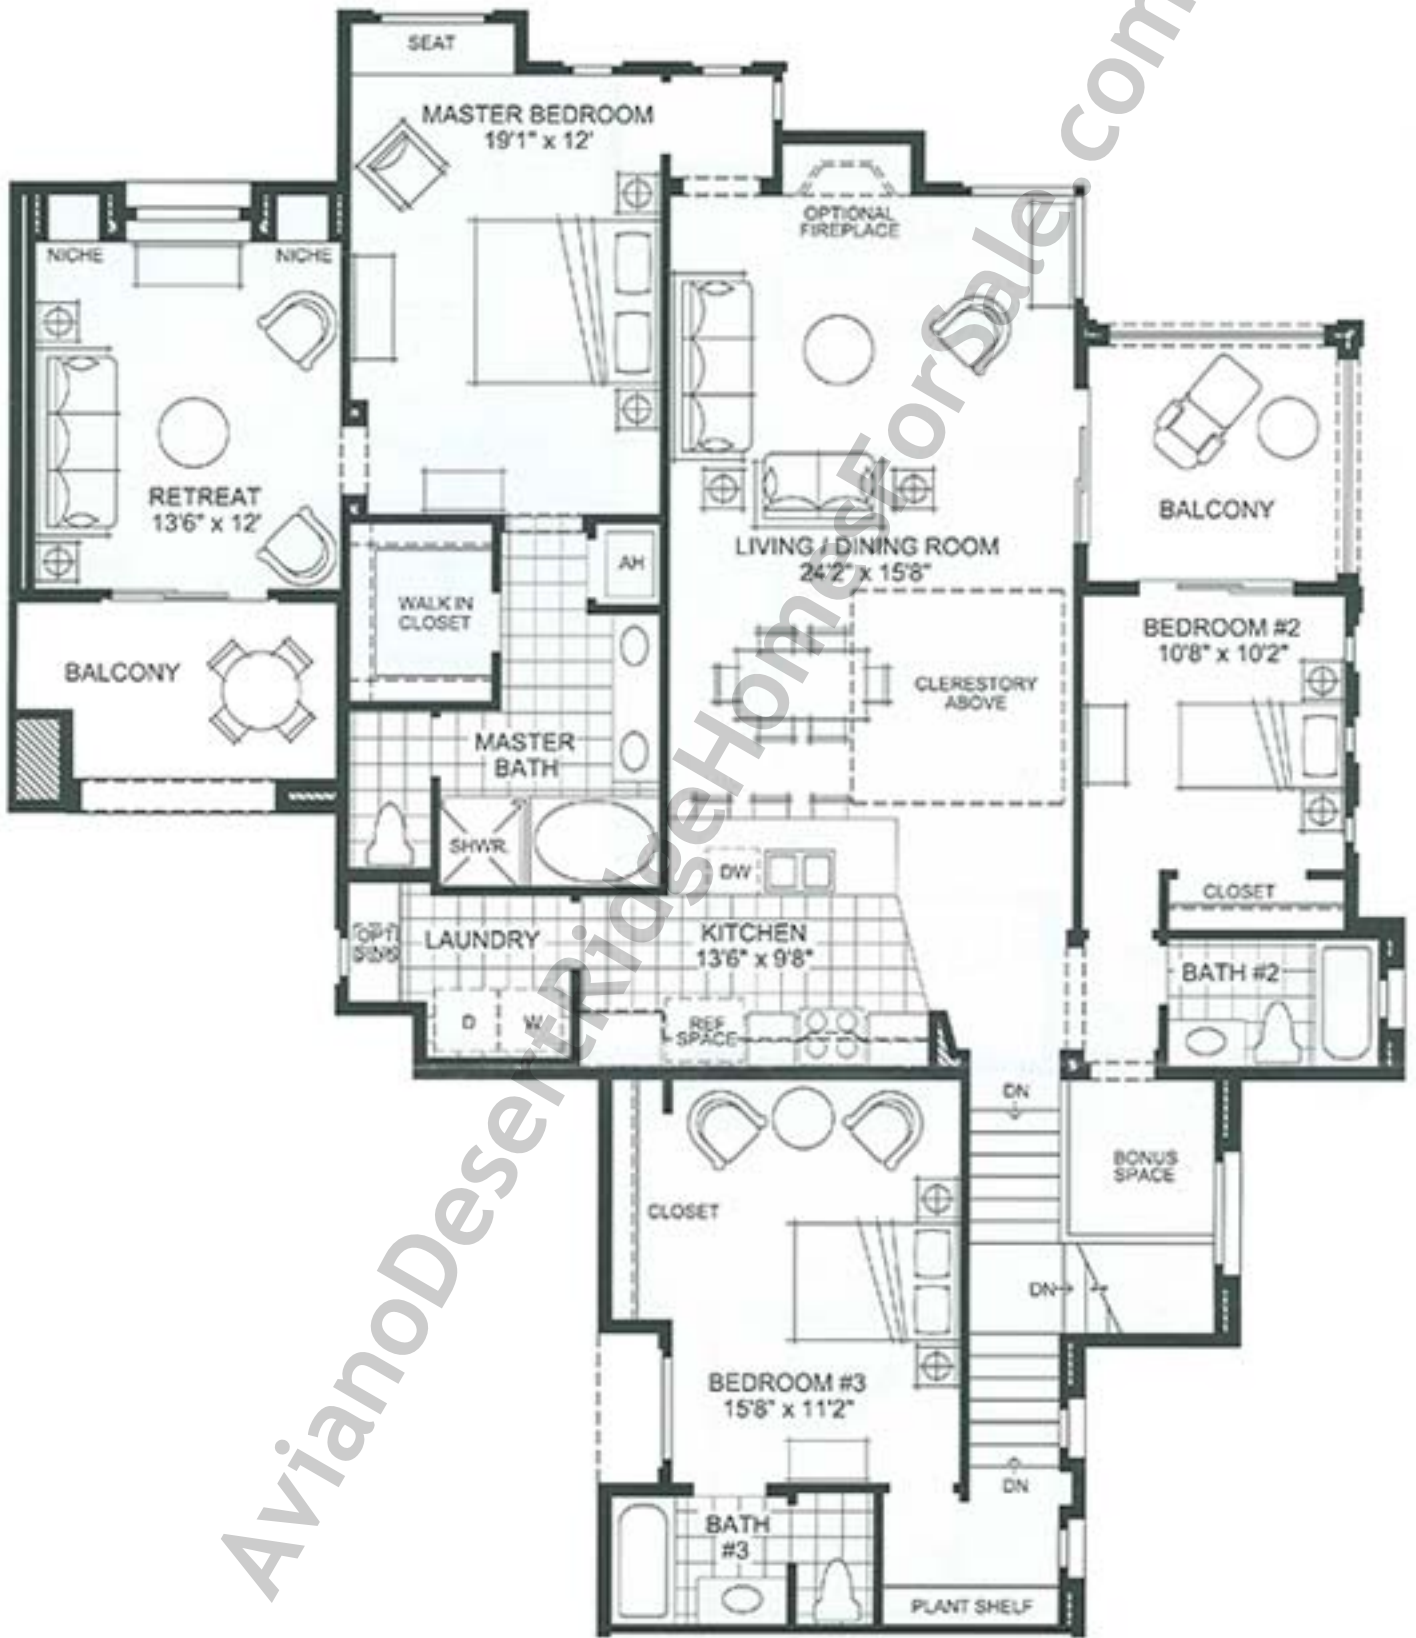 SEAT
MASTER BEDROOM
19'1" x 12'
OPTIONAL
FIREPLACE
NICHE
NICHE
RETREAT
13'6" x 12'
BALCONY
LIVING / DINING ROOM
24'2" x 15'8"
AH
WALK IN
CLOSET
BEDROOM #2
10'8" x 10'2"
BALCONY
CLERESTORY
ABOVE
MASTER
BATH
SHWR.
DW
CLOSET
OPT
SINK
LAUNDRY
KITCHEN
13'6" x 9'8"
BATH #2
D
W
REF
SPACE
DN
BONUS
SPACE
CLOSET
DN
BEDROOM #3
15'8" x 11'2"
DN
BATH
#3
PLANT SHELF
AvianoDesertRidgeHomesForSale.com